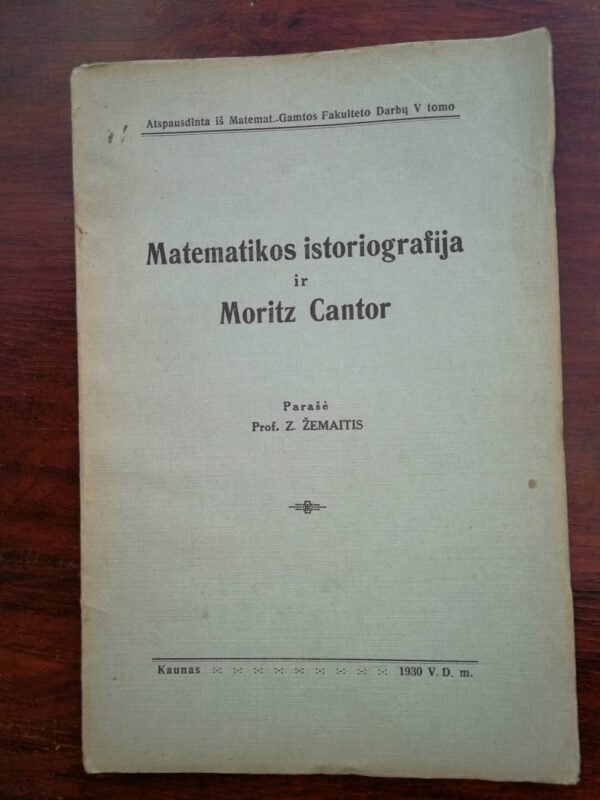 Atspausdinta iš Matemat.-Gamtos Fakulteto Darbų V tomo
Matematikos istoriografija
ir
Moritz Cantor
Parašė
Prof. Z. ŽEMAITIS
Kaunas :-: :-: :-: :-: :-: :-: :-: :-: :-: 1930 V. D. m.